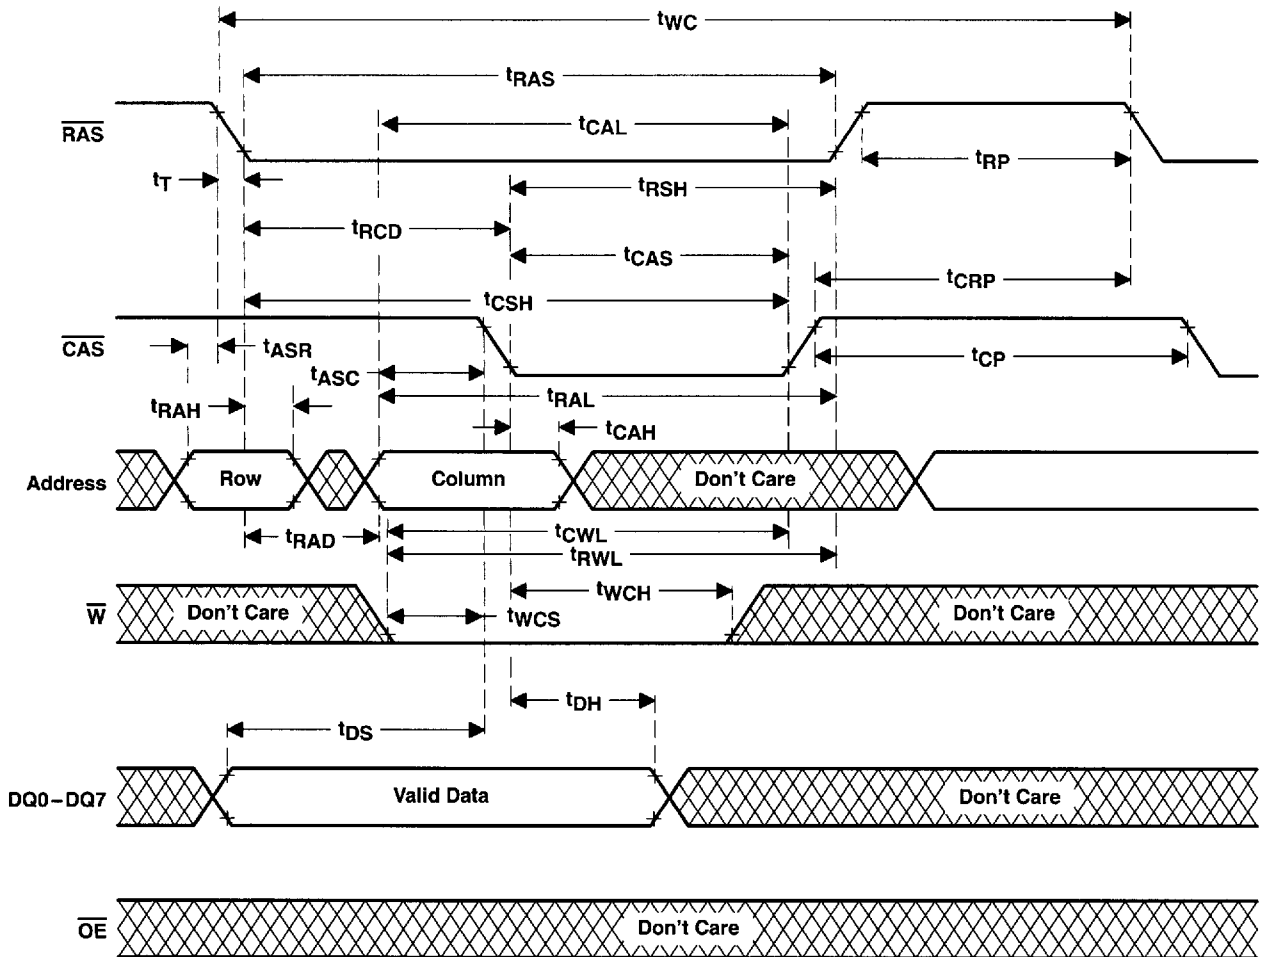 tWC
tRAS
tCAL
RAS
tRP
tT
tRSH
tRCD
tCAS
tCRP
tCSH
CAS
tASR
tCP
tASC
tRAL
tRAH
tCAH
Address
Row
Column
Don't Care
tRAD
tCWL
tRWL
tWCH
W
Don't Care
tWCS
Don't Care
tDH
tDS
DQ0–DQ7
Valid Data
Don't Care
OE
Don't Care